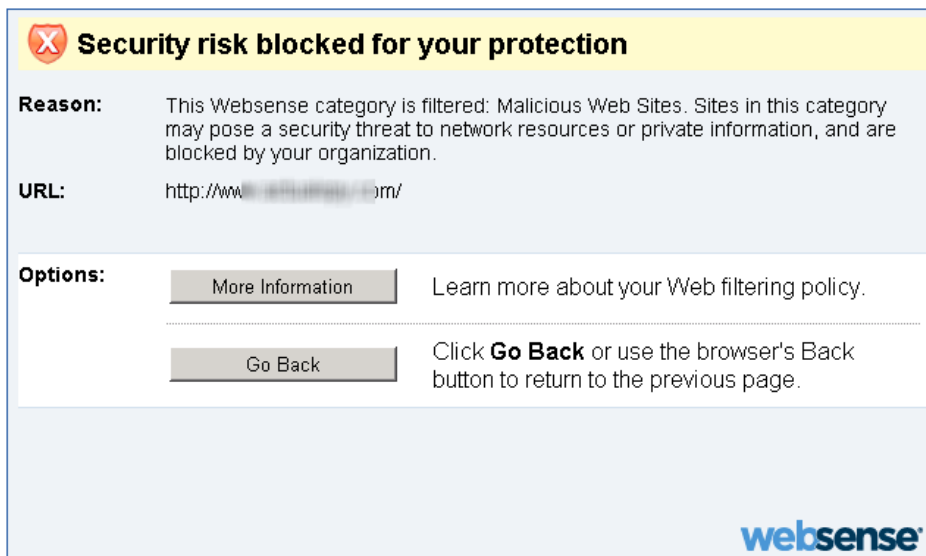 Security risk blocked for your protection
Reason:
This Websense category is filtered: Malicious Web Sites. Sites in this category
may pose a security threat to network resources or private information, and are
blocked by your organization.
URL:
http://ww om/
Options:
More Information
Learn more about your Web filtering policy.
Go Back
Click Go Back or use the browser's Back
button to return to the previous page.
websense